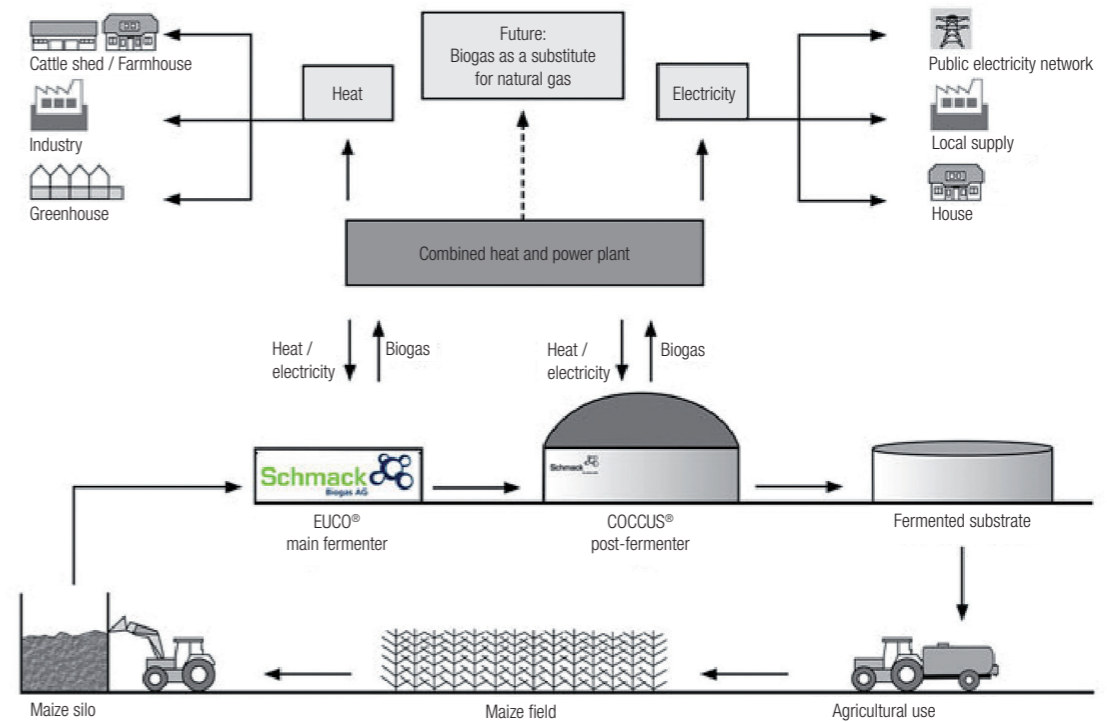 Cattle shed / Farmhouse
Industry
Greenhouse
Heat
Future:
Biogas as a substitute
for natural gas
Electricity
Public electricity network
Local supply
House
Combined heat and power plant
Heat /
electricity
Biogas
Heat /
electricity
Biogas
Schmack
Biogas AG
EUCO®
main fermenter
Schmack
COCCUS®
post-fermenter
Fermented substrate
Maize silo
Maize field
Agricultural use